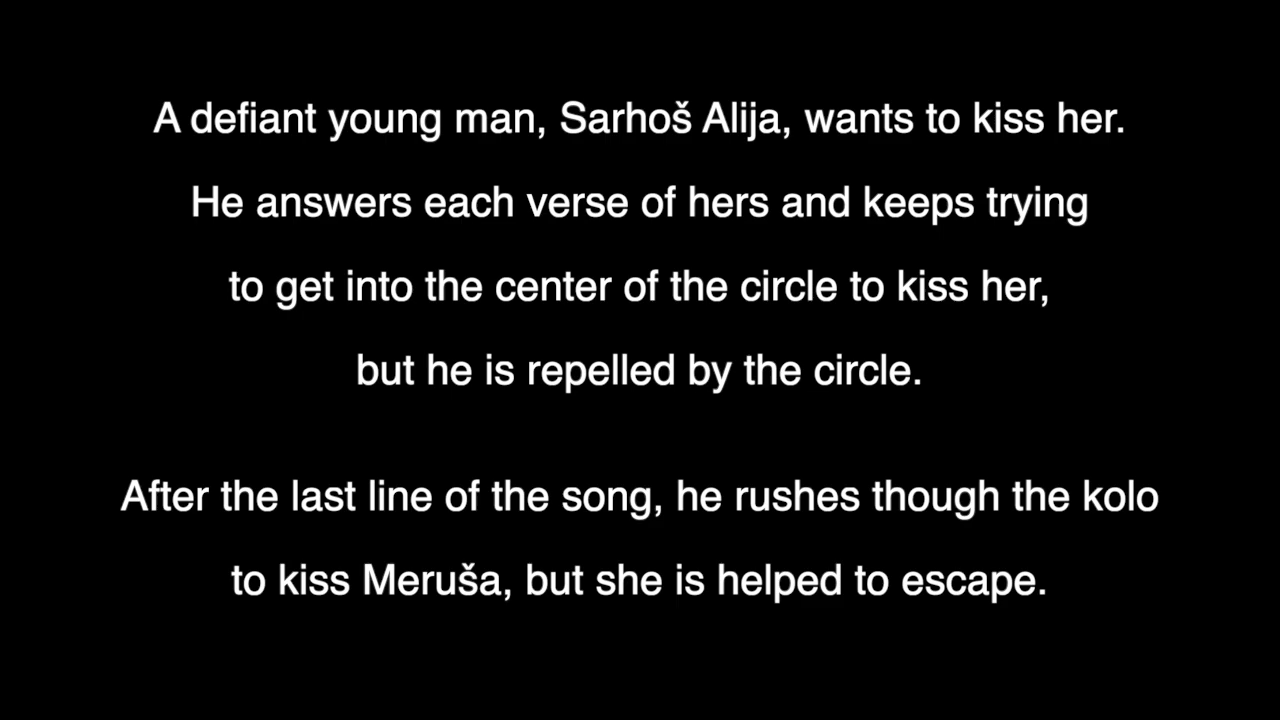 A defiant young man, Sarhoš Alija, wants to kiss her.
He answers each verse of hers and keeps trying
to get into the center of the circle to kiss her,
but he is repelled by the circle.
After the last line of the song, he rushes though the kolo
to kiss Meruša, but she is helped to escape.